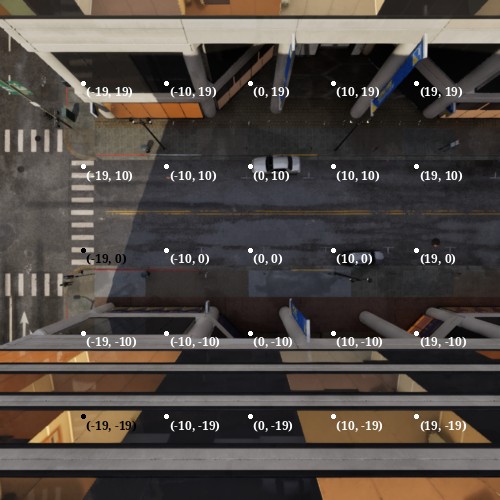 (-19, 19) (-10, 19) (0, 19) (10, 19) (19, 19)
(-19, 10) (-10, 10) (0, 10) (10, 10) (19, 10)
(-19, 0) (-10, 0) (0, 0) (10, 0) (19, 0)
(-19, -10) (-10, -10) (0, -10) (10, -10) (19, -10)
(-19, -19) (-10, -19) (0, -19) (10, -19) (19, -19)